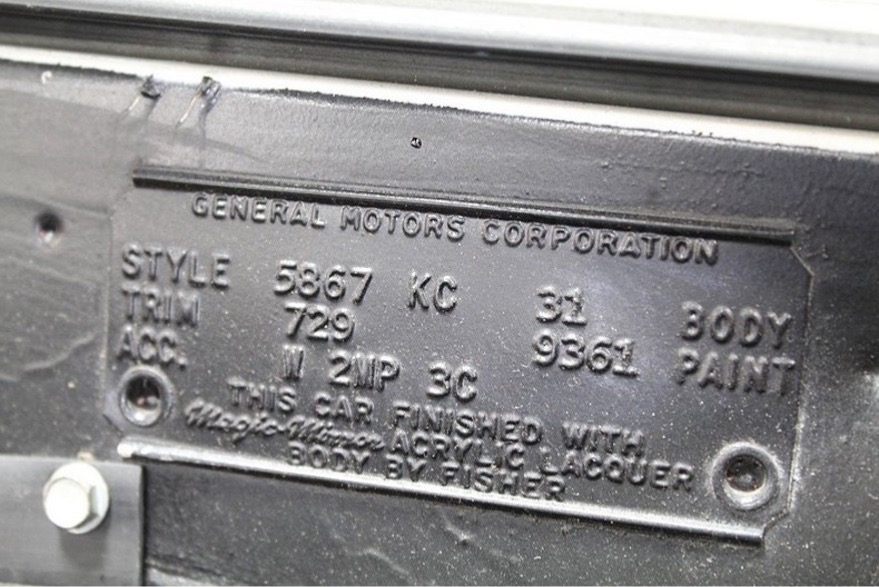 GENERAL MOTORS CORPORATION
STYLE 5867 KC 31 BODY
TRIM 729 9361 PAINT
ACC. W 2MP 3C
THIS CAR FINISHED WITH
Magic-Mirror ACRYLIC LACQUER
BODY BY FISHER